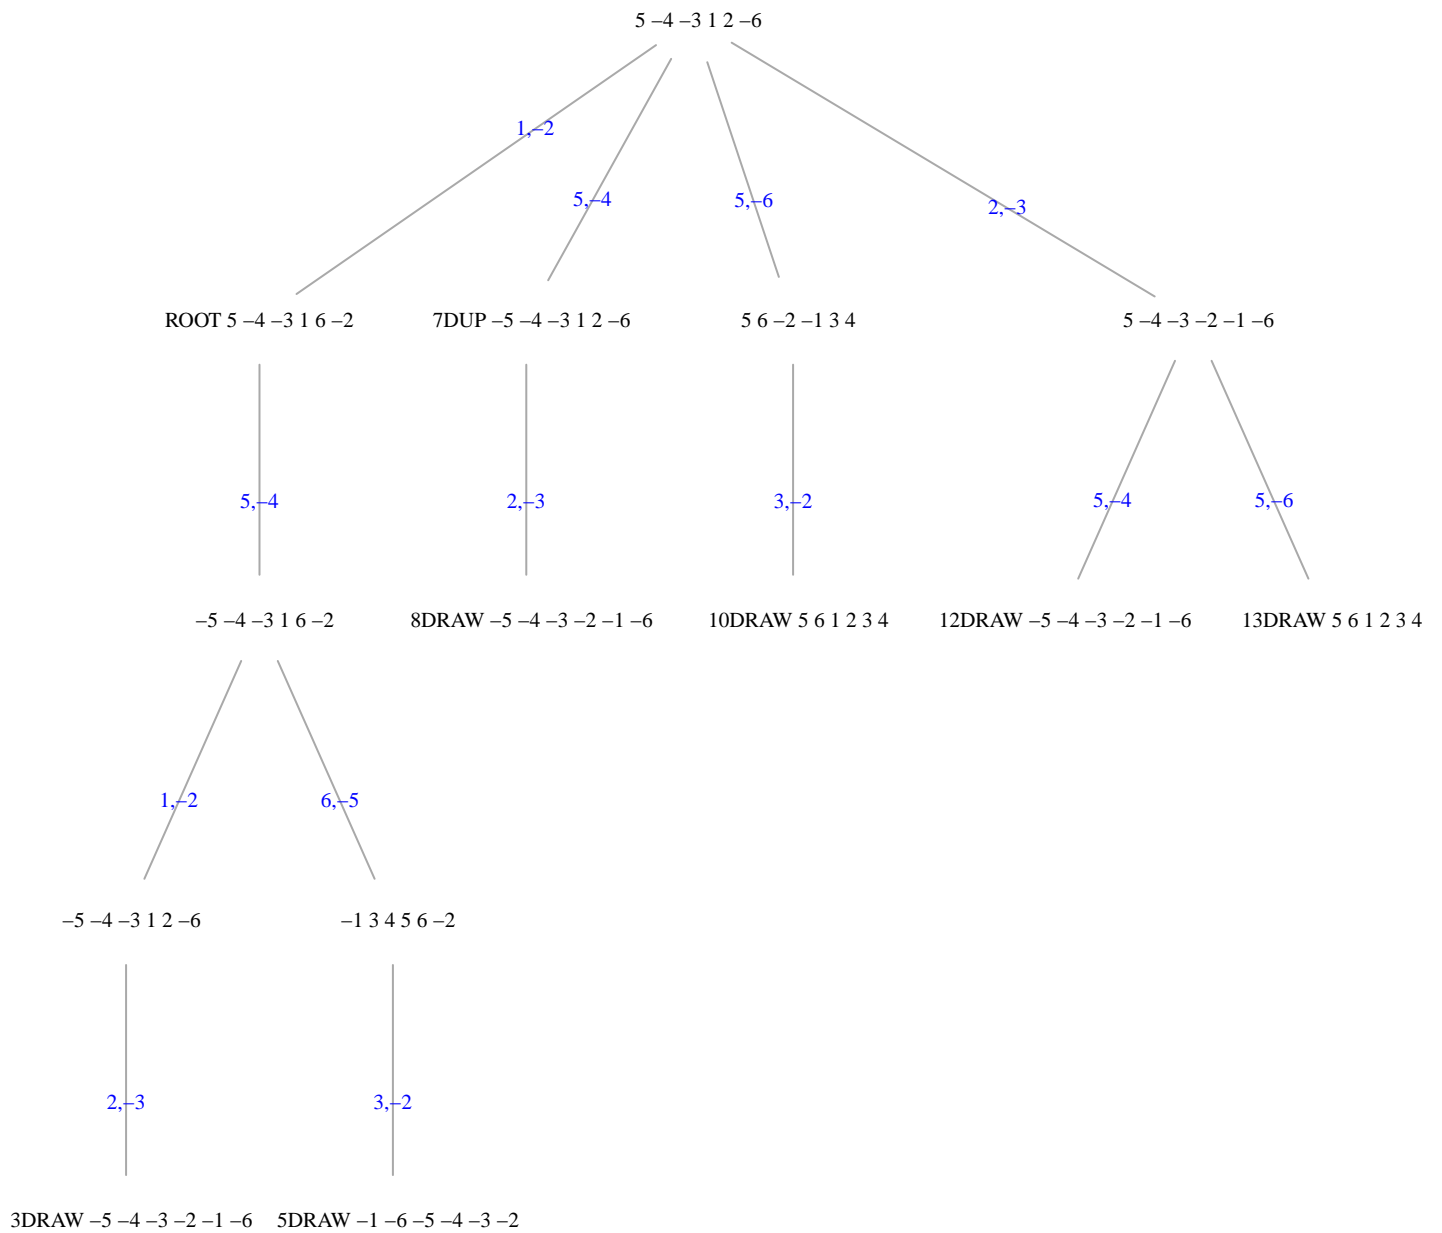 5 –4 –3 1 2 –6
1,–2
5,–4
5,–6
2,–3
ROOT 5 –4 –3 1 6 –2
7DUP –5 –4 –3 1 2 –6
5 6 –2 –1 3 4
5 –4 –3 –2 –1 –6
5,–4
2,–3
3,–2
5,–4
5,–6
–5 –4 –3 1 6 –2
8DRAW –5 –4 –3 –2 –1 –6
10DRAW 5 6 1 2 3 4
12DRAW –5 –4 –3 –2 –1 –6
13DRAW 5 6 1 2 3 4
1,–2
6,–5
–5 –4 –3 1 2 –6
–1 3 4 5 6 –2
2,–3
3,–2
3DRAW –5 –4 –3 –2 –1 –6
5DRAW –1 –6 –5 –4 –3 –2